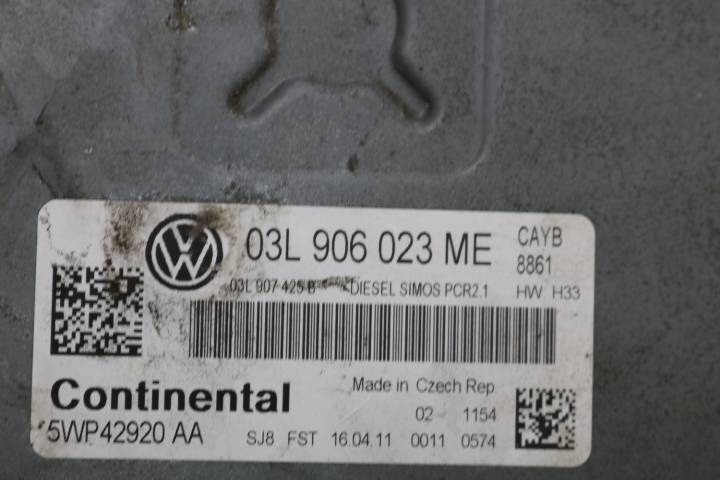 03L 906 023 ME CAYB
8861
03L 907 425 B DIESEL SIMOS PCR2.1 HW H33
Continental Made in Czech Rep
02 1154
5WP42920 AA SJ8 FST 16.04.11 0011 0574